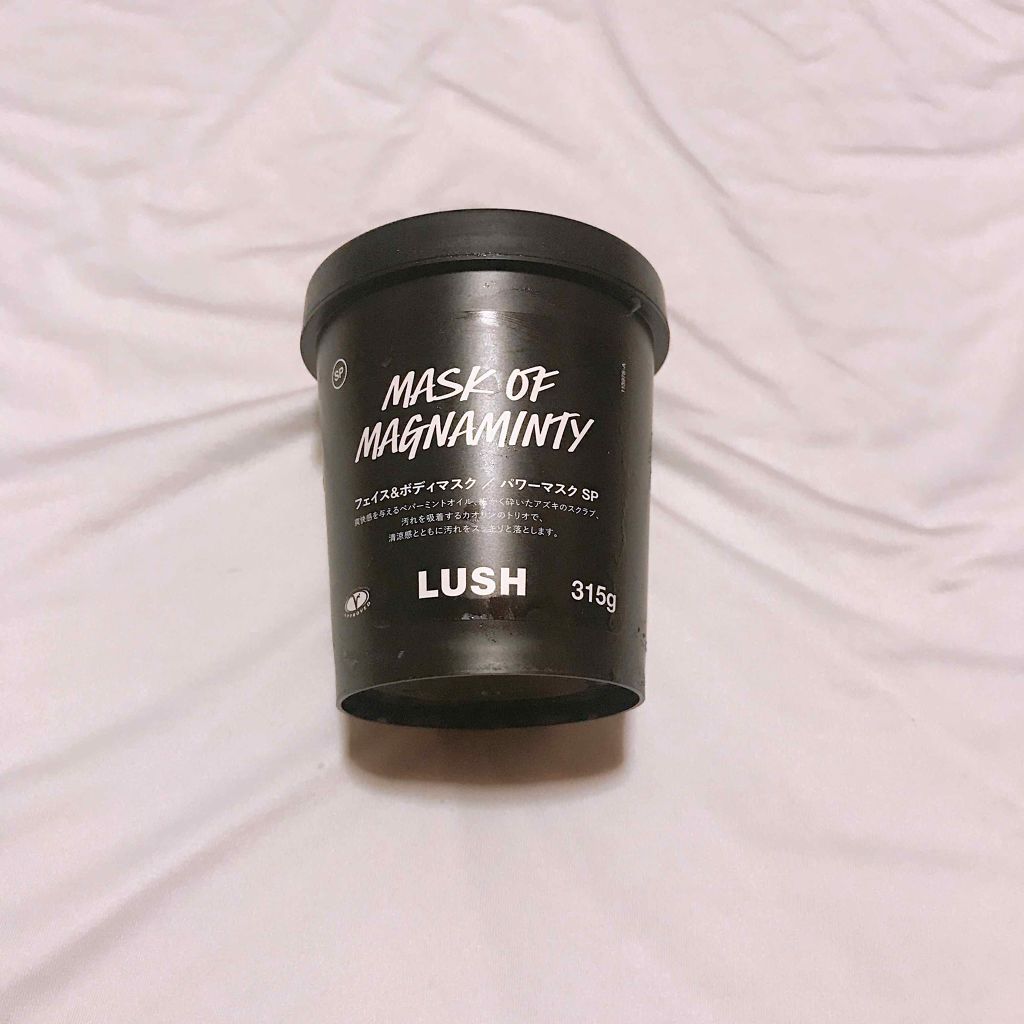 SP
113976-A
MASK OF
MAGNAMINTY
フェイス&ボディマスク / パワーマスク SP
爽快感を与えるペパーミントオイル、細かく砕いたアズキのスクラブ、
汚れを吸着するカオリンのトリオで、
清涼感とともに汚れをスッキリと落とします。
LUSH
315g
V
APPROVED